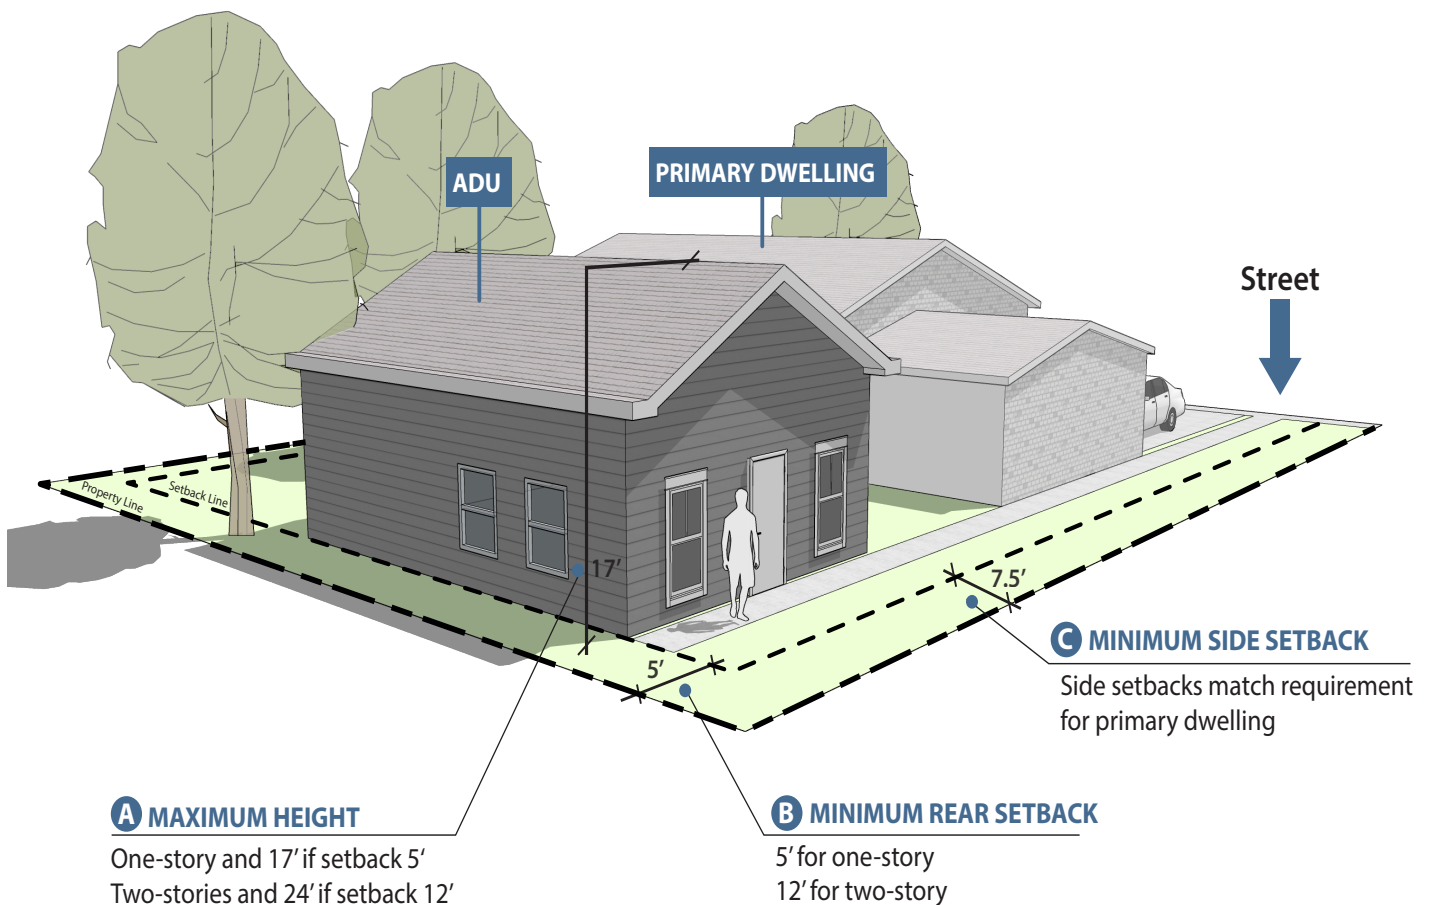 ADU
PRIMARY DWELLING
Street
Property Line
Setback Line
17’
7.5’
5’
C MINIMUM SIDE SETBACK
Side setbacks match requirement
for primary dwelling
A MAXIMUM HEIGHT
One-story and 17’ if setback 5‘
Two-stories and 24’ if setback 12’
B MINIMUM REAR SETBACK
5’ for one-story
12’ for two-story